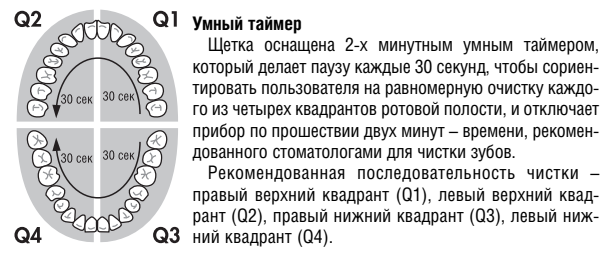 Q2
Q1
30 сек
30 сек
30 сек
30 сек
Q4
Q3
Умный таймер
Щетка оснащена 2-х минутным умным таймером,
который делает паузу каждые 30 секунд, чтобы сориен-
тировать пользователя на равномерную очистку каждо-
го из четырех квадрантов ротовой полости, и отключает
прибор по прошествии двух минут – времени, рекомен-
дованного стоматологами для чистки зубов.
Рекомендованная последовательность чистки –
правый верхний квадрант (Q1), левый верхний квад-
рант (Q2), правый нижний квадрант (Q3), левый ниж-
ний квадрант (Q4).